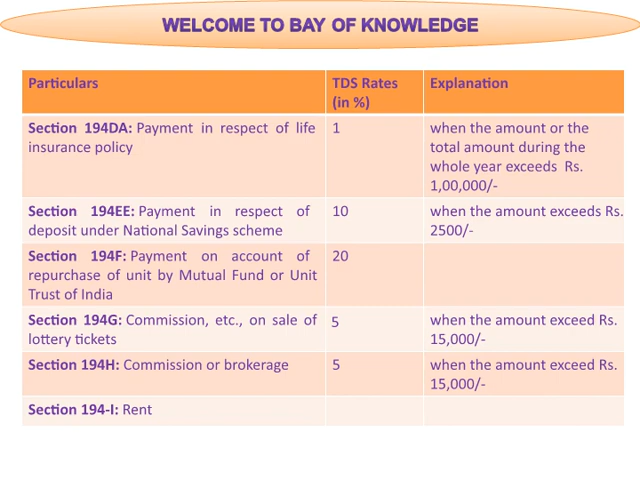 WELCOME TO BAY OF KNOWLEDGE
Particulars
TDS Rates
(in %)
Explanation
Section 194DA: Payment in respect of life
insurance policy
1
when the amount or the
total amount during the
whole year exceeds Rs.
1,00,000/-
Section 194EE: Payment in respect of
deposit under National Savings scheme
10
when the amount exceeds Rs.
2500/-
Section 194F: Payment on account of
repurchase of unit by Mutual Fund or Unit
Trust of India
20
Section 194G: Commission, etc., on sale of
lottery tickets
5
when the amount exceed Rs.
15,000/-
Section 194H: Commission or brokerage
5
when the amount exceed Rs.
15,000/-
Section 194-I: Rent